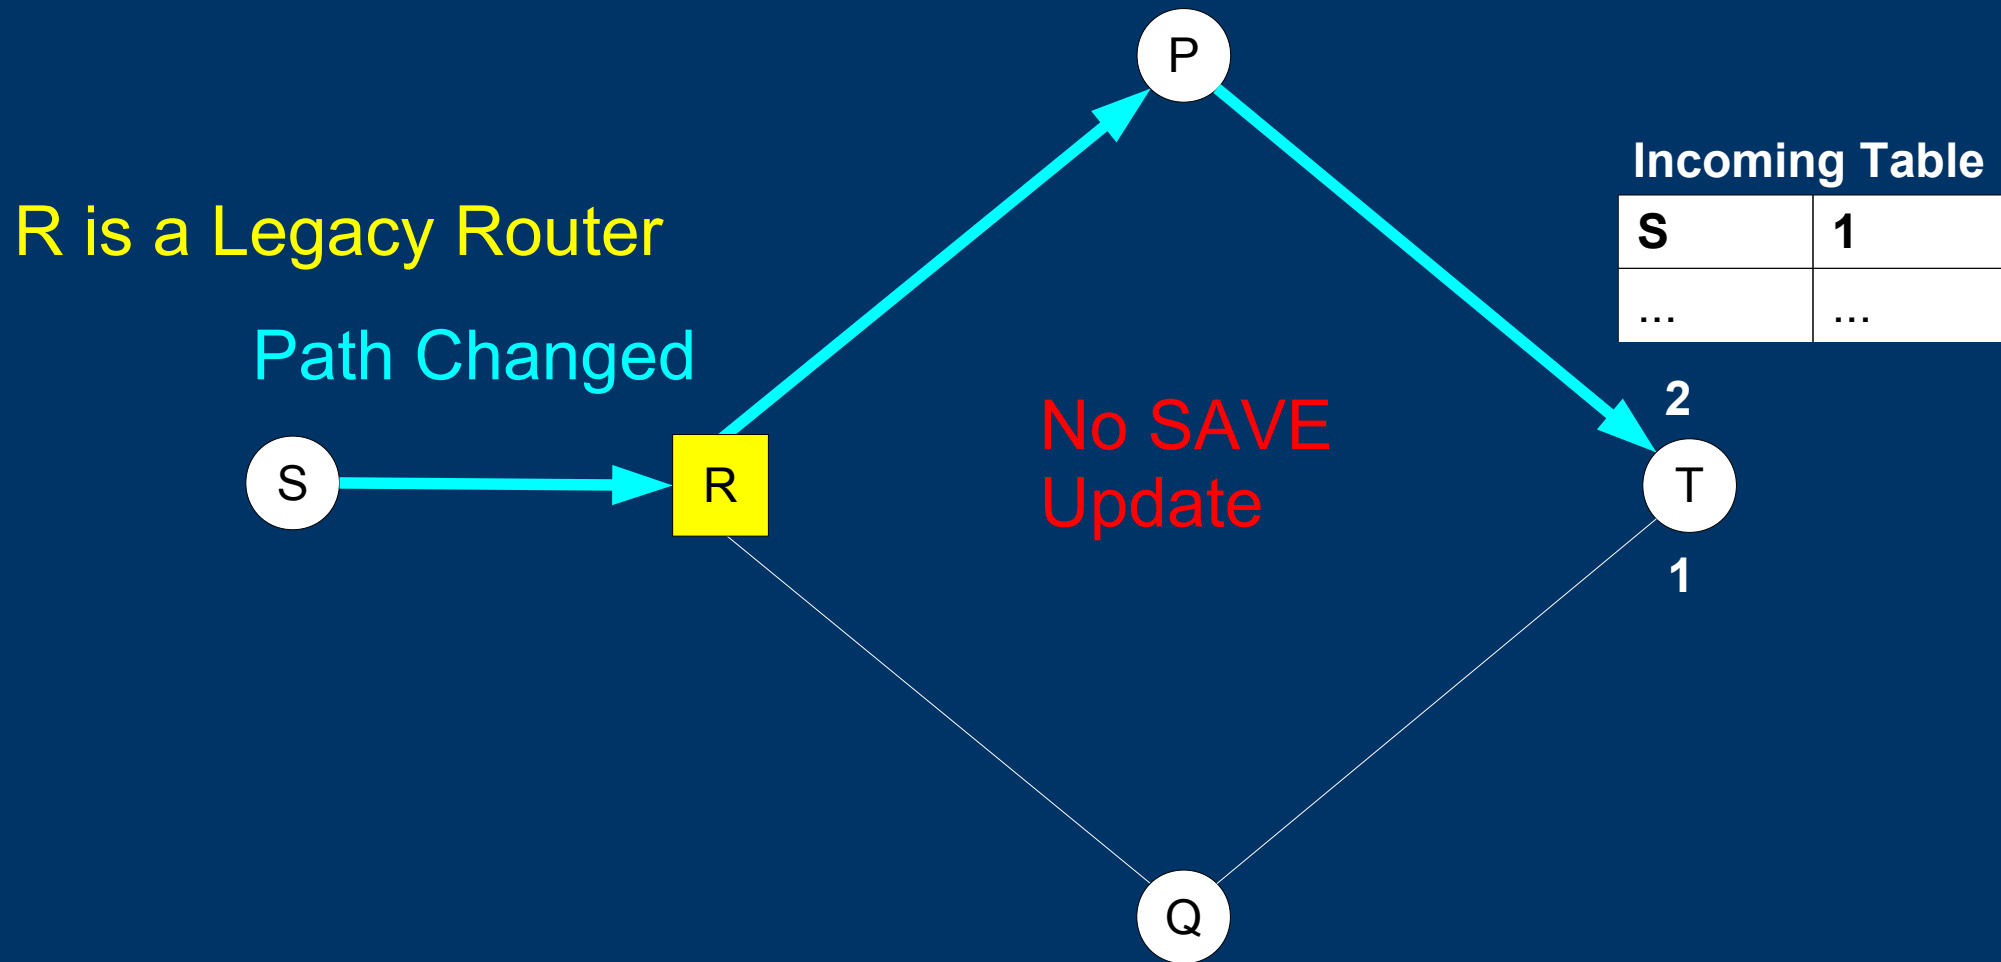 P
Incoming Table
R is a Legacy Router
S 1
... ...
Path Changed
2
No SAVE
Update
S
R
T
1
Q